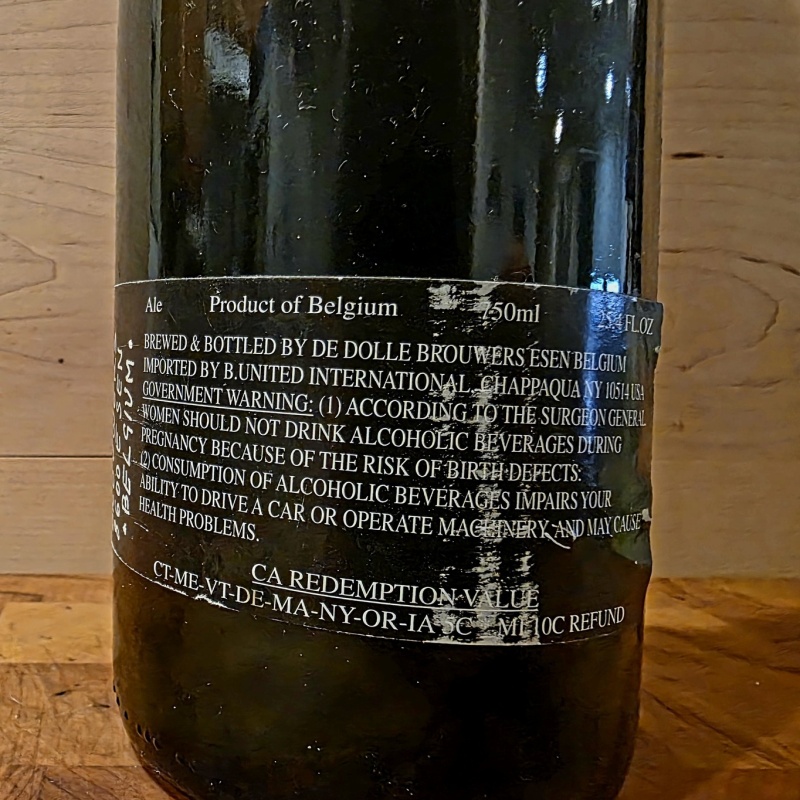 Ale Product of Belgium 750ml 25.4 FL.OZ
BREWED & BOTTLED BY DE DOLLE BROUWERS ESEN BELGIUM
IMPORTED BY B.UNITED INTERNATIONAL, CHAPPAQUA NY 10514 USA
GOVERNMENT WARNING: (1) ACCORDING TO THE SURGEON GENERAL
WOMEN SHOULD NOT DRINK ALCOHOLIC BEVERAGES DURING
PREGNANCY BECAUSE OF THE RISK OF BIRTH DEFECTS:
(2) CONSUMPTION OF ALCOHOLIC BEVERAGES IMPAIRS YOUR
ABILITY TO DRIVE A CAR OR OPERATE MACHINERY AND MAY CAUSE
HEALTH PROBLEMS.
CA REDEMPTION VALUE
CT-ME-VT-DE-MA-NY-OR-IA 5C MI 10C REFUND
ESEN